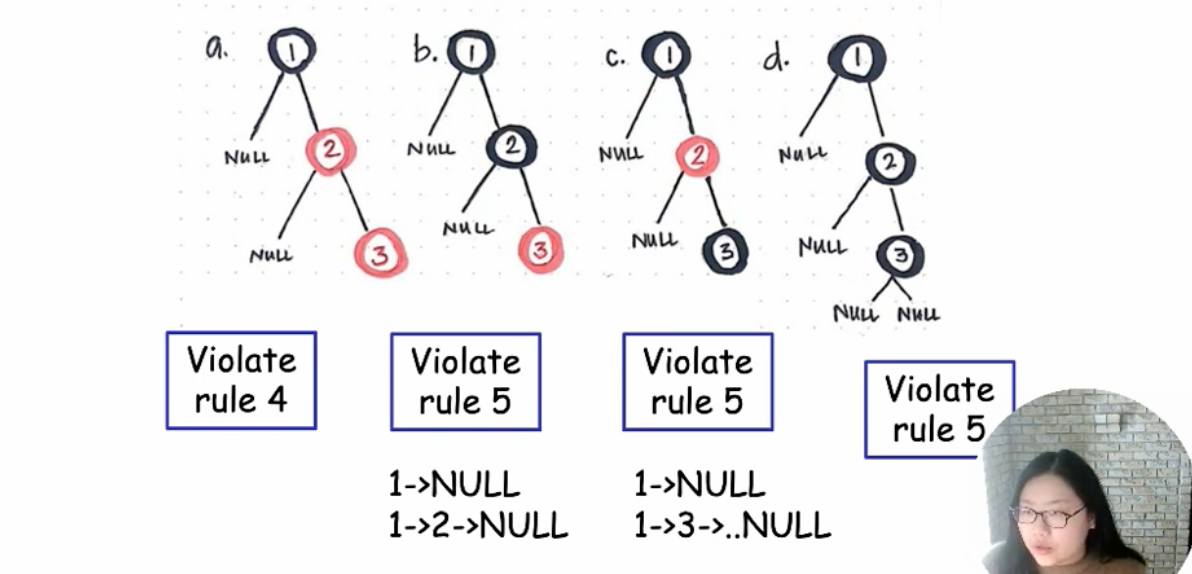 a.
1
NULL
2
NULL
3
b.
1
NULL
2
NULL
3
c.
1
NULL
2
NULL
3
d.
1
NULL
2
NULL
3
NULL NULL
Violate
rule 4
Violate
rule 5
1->NULL
1->2->NULL
Violate
rule 5
1->NULL
1->3->..NULL
Violate
rule 5